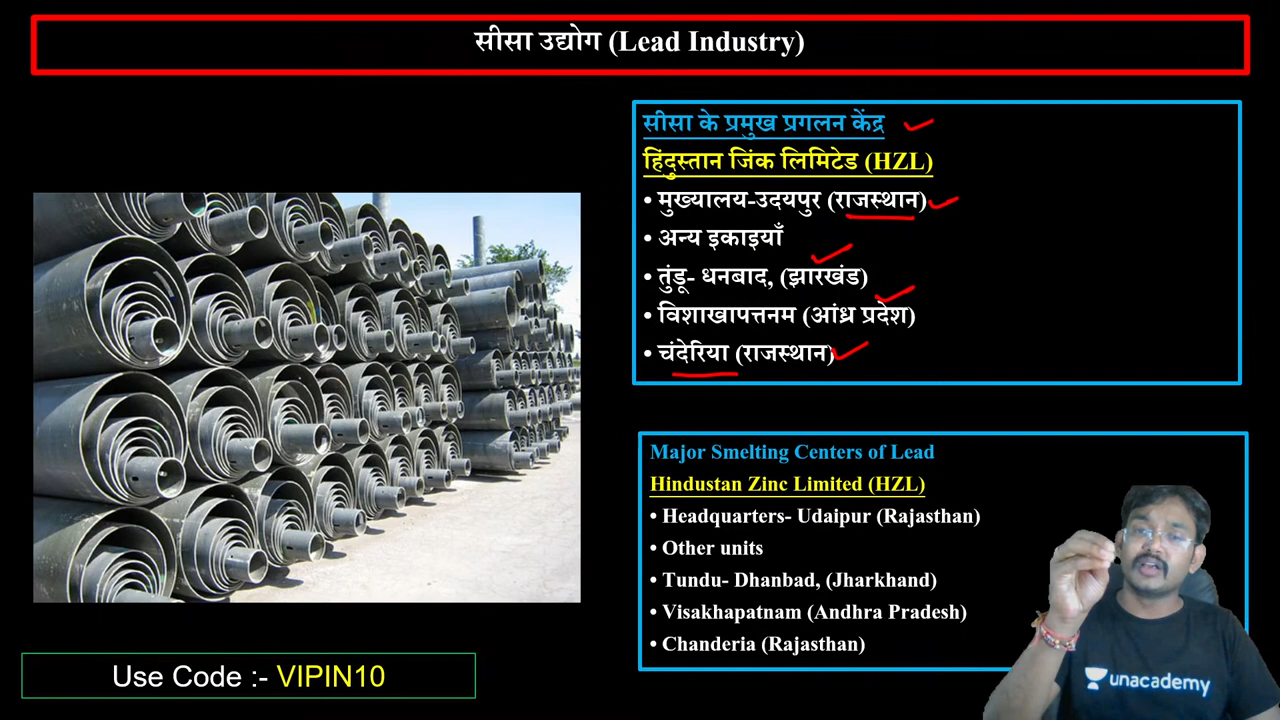 सीसा उद्योग (Lead Industry)
सीसा के प्रमुख प्रगलन केंद्र
हिंदुस्तान जिंक लिमिटेड (HZL)
• मुख्यालय-उदयपुर (राजस्थान)
• अन्य इकाइयाँ
• तुंडू- धनबाद, (झारखंड)
• विशाखापत्तनम (आंध्र प्रदेश)
• चंदेरिया (राजस्थान)
Major Smelting Centers of Lead
Hindustan Zinc Limited (HZL)
• Headquarters- Udaipur (Rajasthan)
• Other units
• Tundu- Dhanbad, (Jharkhand)
• Visakhapatnam (Andhra Pradesh)
• Chanderia (Rajasthan)
Use Code :- VIPIN10
unacademy